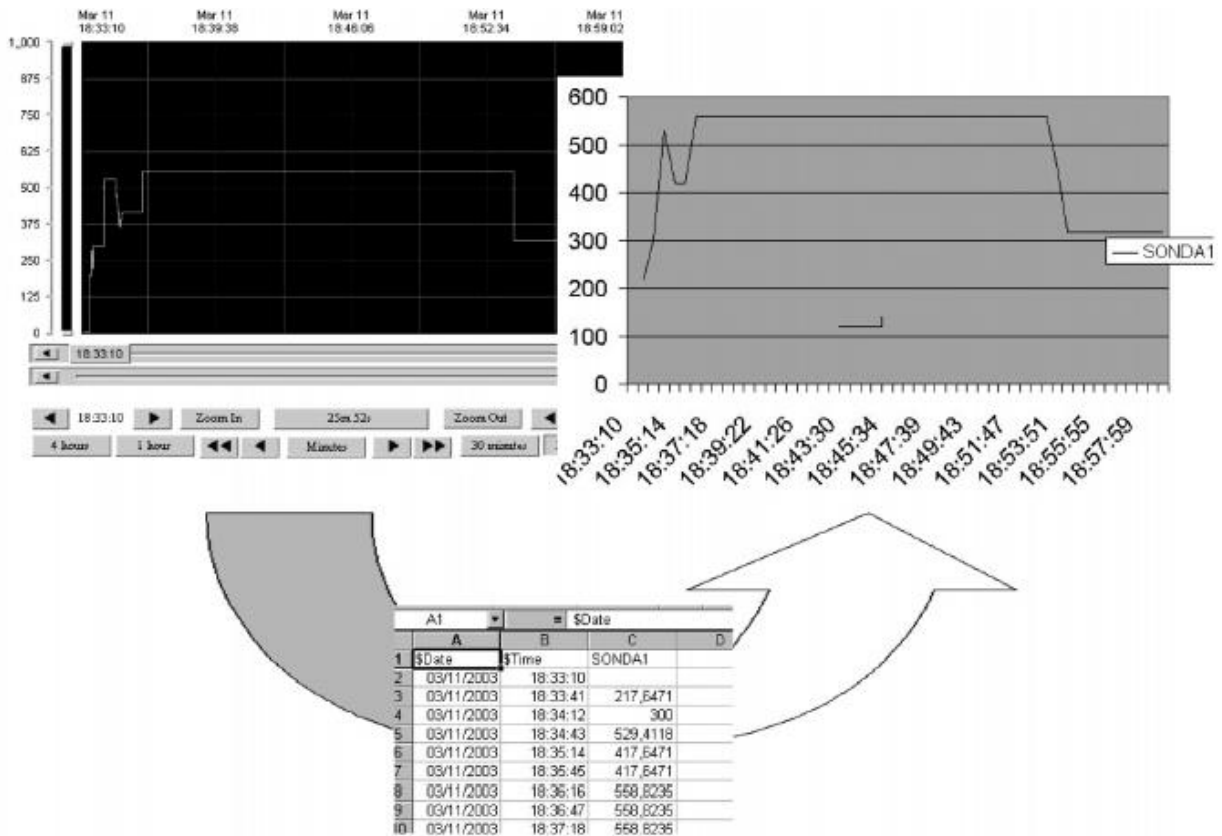 Mar 11 Mar 11 Mar 11 Mar 11 Mar 11
18:33:10 18:39:38 18:46:06 18:52:34 18:59:02
1,000
875
750
625
500
375
250
125
0
18:33:10
18:33:10 Zoom In 25m 52s Zoom Out
4 hours 1 hour Minutes 30 minutes
600
500
400
300
200
100
0
SONDA1
18:33:10
18:35:14
18:37:18
18:39:22
18:41:26
18:43:30
18:45:34
18:47:39
18:49:43
18:51:47
18:53:51
18:55:55
18:57:59
A1 = $Date
A B C D
1 $Date $Time SONDA1
2 03/11/2003 18:33:10
3 03/11/2003 18:33:41 217,6471
4 03/11/2003 18:34:12 300
5 03/11/2003 18:34:43 529,4118
6 03/11/2003 18:35:14 417,6471
7 03/11/2003 18:35:45 417,6471
8 03/11/2003 18:36:16 558,8235
9 03/11/2003 18:36:47 558,8235
10 03/11/2003 18:37:18 558,8235